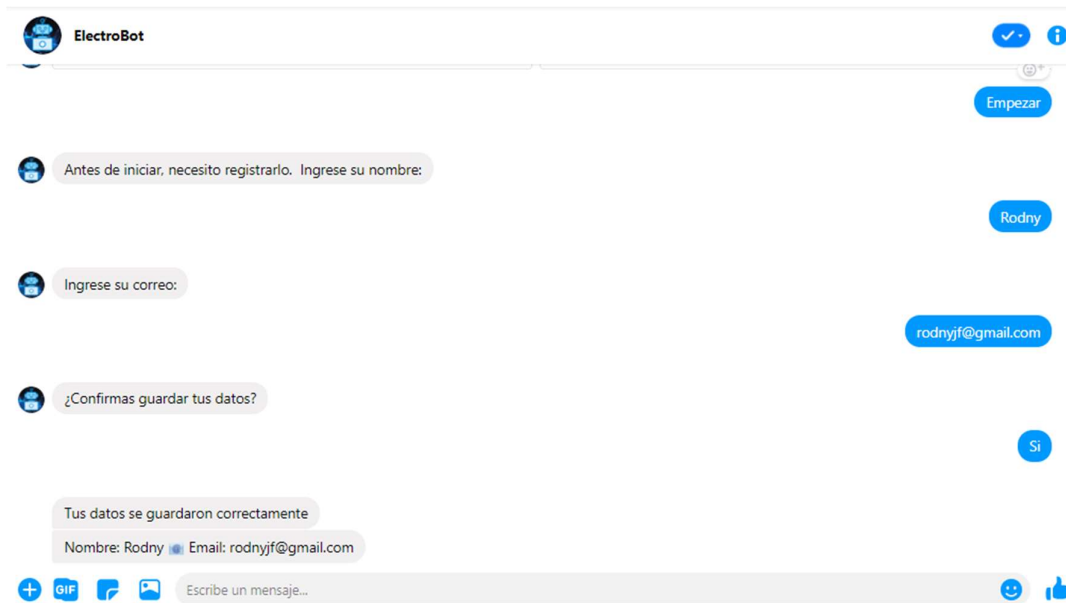 ElectroBot
Empezar
Antes de iniciar, necesito registrarlo. Ingrese su nombre:
Rodny
Ingrese su correo:
rodnyjf@gmail.com
¿Confirmas guardar tus datos?
Si
Tus datos se guardaron correctamente
Nombre: Rodny 📧 Email: rodnyjf@gmail.com
GIF
Escribe un mensaje...